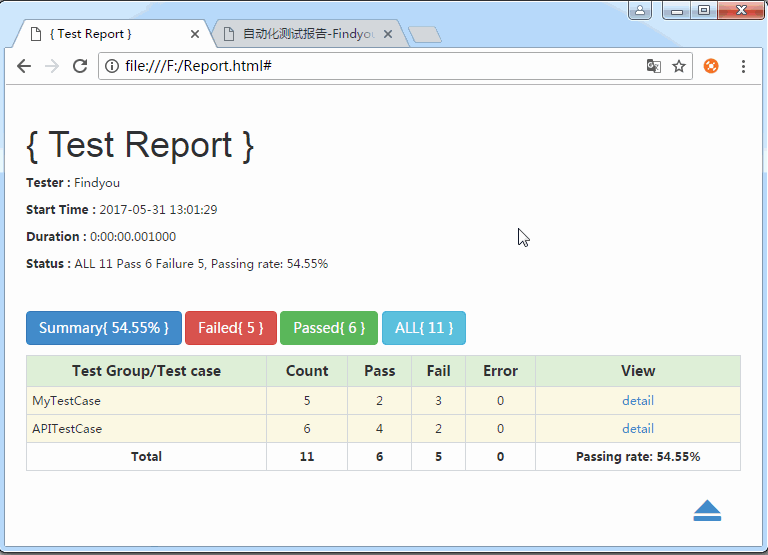 { Test Report }
自动化测试报告-Findyou
file:///F:/Report.html#
{ Test Report }
Tester : Findyou
Start Time : 2017-05-31 13:01:29
Duration : 0:00:00.001000
Status : ALL 11 Pass 6 Failure 5, Passing rate: 54.55%
Summary{ 54.55% } Failed{ 5 } Passed{ 6 } ALL{ 11 }
Test Group/Test case Count Pass Fail Error View
MyTestCase 5 2 3 0 detail
APITestCase 6 4 2 0 detail
Total 11 6 5 0 Passing rate: 54.55%